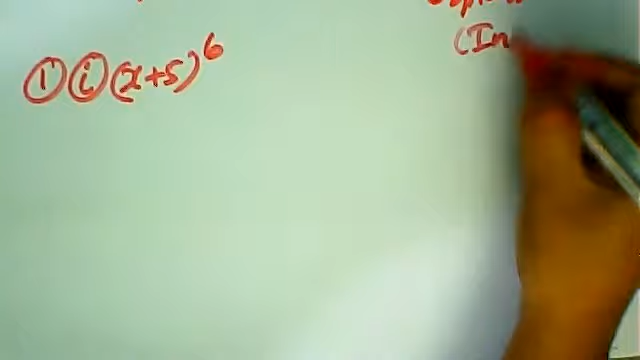 ① ⓘ (x+5)⁶
(In